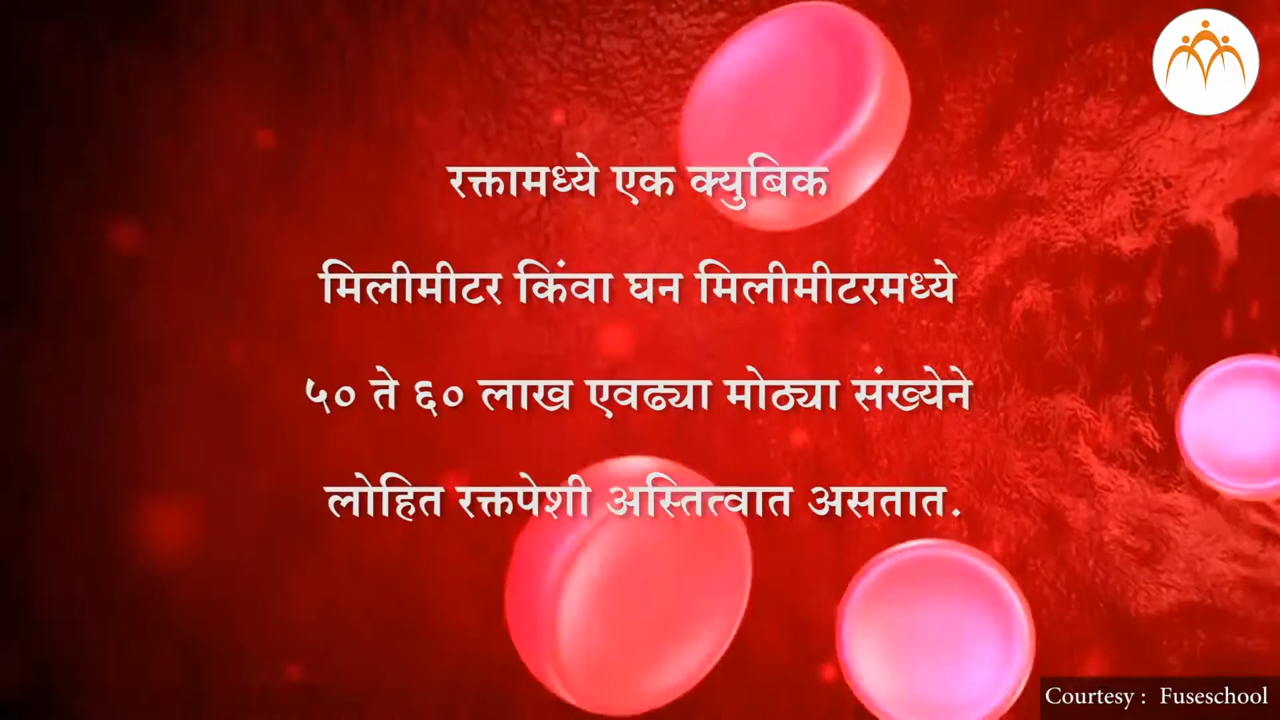 रक्तामध्ये एक क्युबिक
मिलीमीटर किंवा घन मिलीमीटरमध्ये
५० ते ६० लाख एवढ्या मोठ्या संख्येने
लोहित रक्तपेशी अस्तित्वात असतात.
Courtesy : Fuseschool